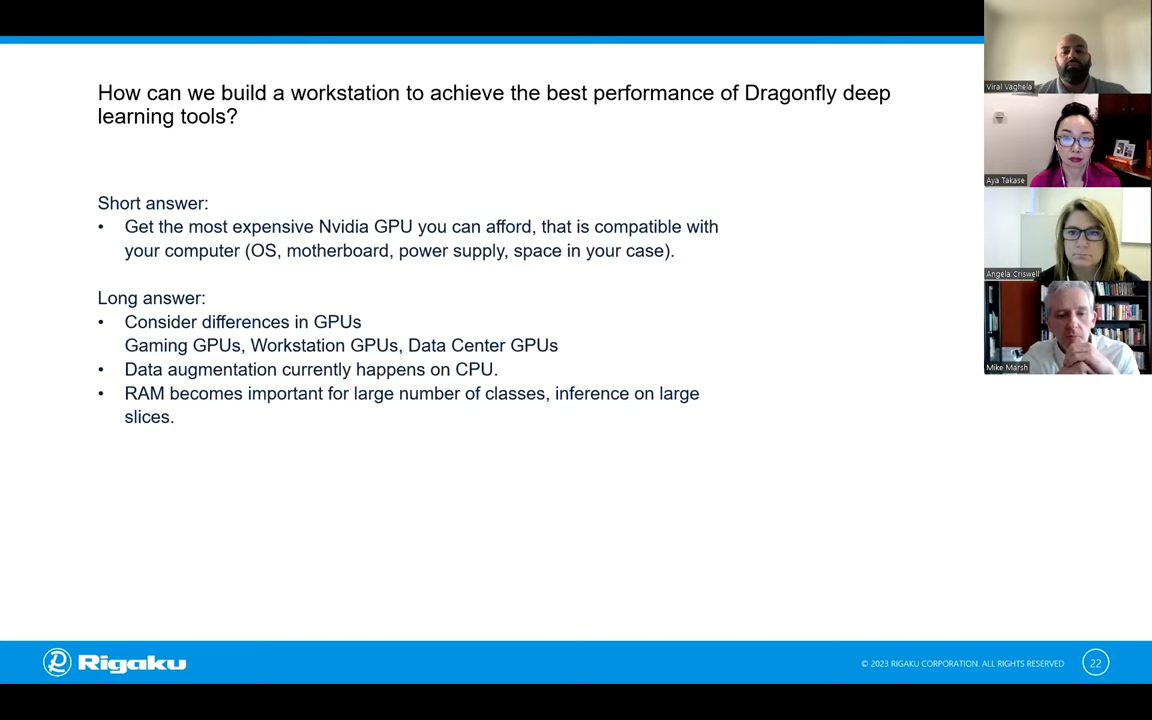 How can we build a workstation to achieve the best performance of Dragonfly deep
learning tools?
Short answer:
• Get the most expensive Nvidia GPU you can afford, that is compatible with
your computer (OS, motherboard, power supply, space in your case).
Long answer:
• Consider differences in GPUs
Gaming GPUs, Workstation GPUs, Data Center GPUs
• Data augmentation currently happens on CPU.
• RAM becomes important for large number of classes, inference on large
slices.
Viral Vaghela
Aya Takase
Angela Criswell
Mike Marsh
Rigaku
© 2023 RIGAKU CORPORATION. ALL RIGHTS RESERVED
22